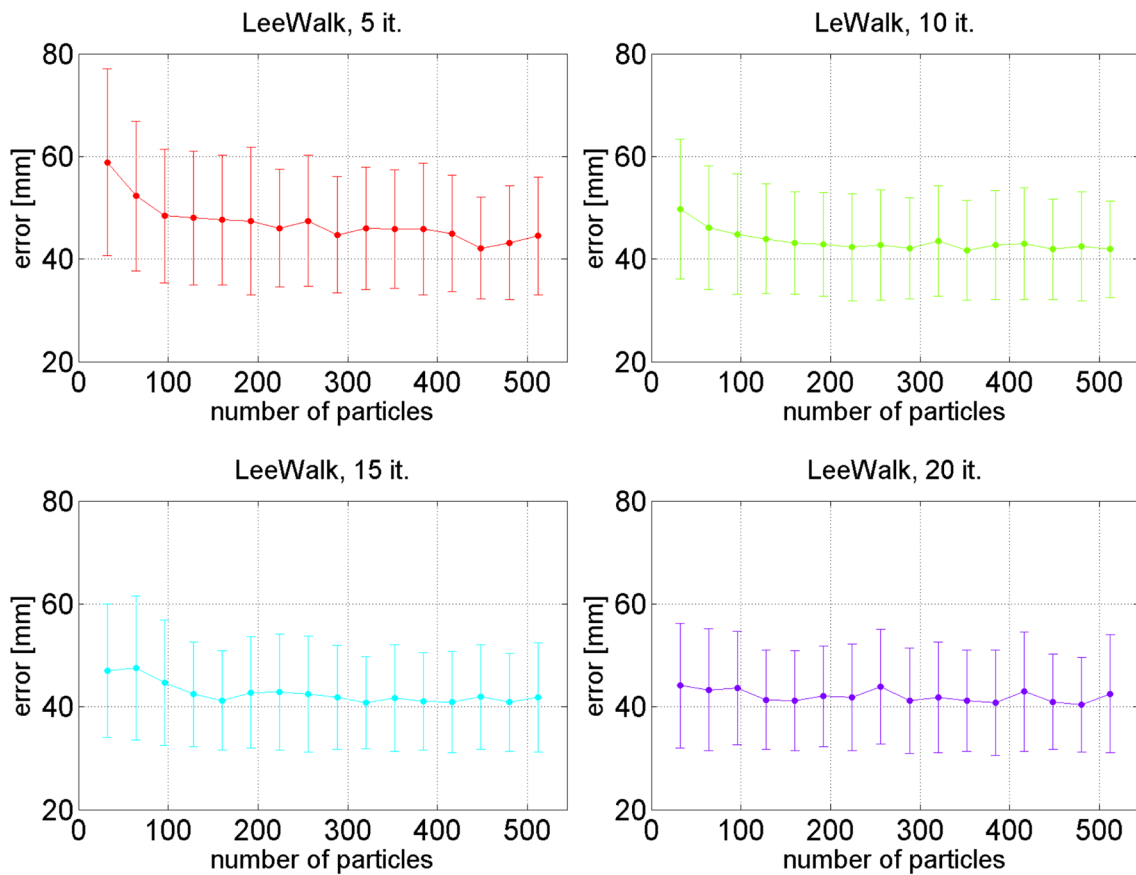 LeeWalk, 5 it.
80
60
40
20
error [mm]
0 100 200 300 400 500
number of particles
LeWalk, 10 it.
80
60
40
20
error [mm]
0 100 200 300 400 500
number of particles
LeeWalk, 15 it.
80
60
40
20
error [mm]
0 100 200 300 400 500
number of particles
LeeWalk, 20 it.
80
60
40
20
error [mm]
0 100 200 300 400 500
number of particles